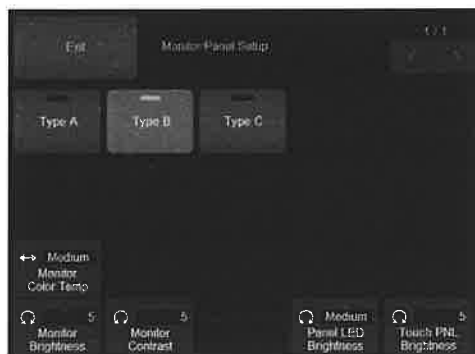 Exit
Monitor Panel Setup
1 / 1
Type A
Type B
Type C
Medium
Monitor
Color Temp
5
Monitor
Brightness
5
Monitor
Contrast
Medium
Panel LED
Brightness
5
Touch PNL
Brightness